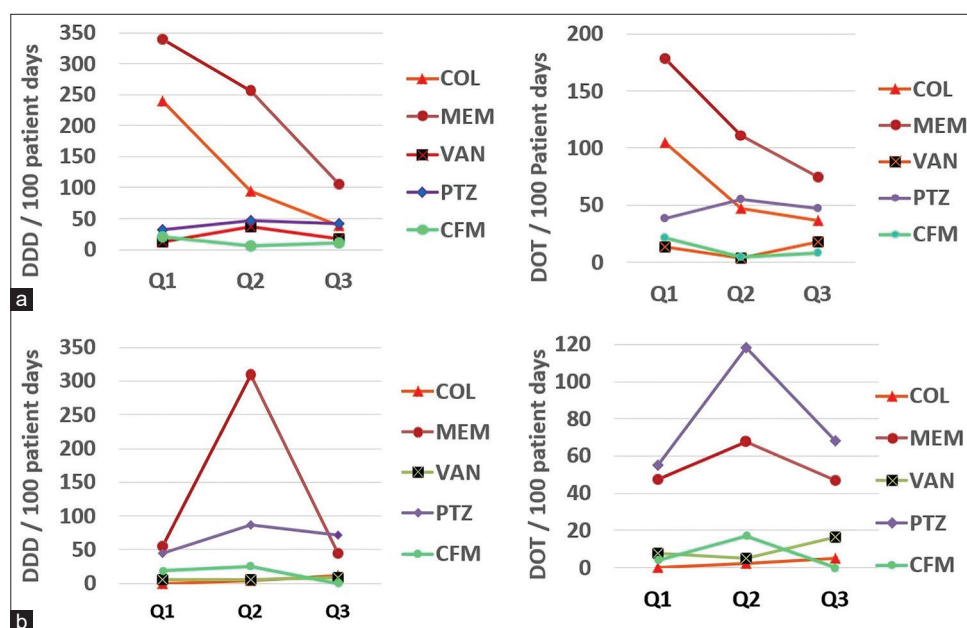 350
300
250
200
150
100
50
0
DDD / 100 patient days
Q1 Q2 Q3
COL
MEM
VAN
PTZ
CFM
200
150
100
50
0
DOT / 100 Patient days
Q1 Q2 Q3
COL
MEM
VAN
PTZ
CFM
a
350
300
250
200
150
100
50
0
DDD / 100 patient days
Q1 Q2 Q3
COL
MEM
VAN
PTZ
CFM
120
100
80
60
40
20
0
DOT / 100 patient days
Q1 Q2 Q3
COL
MEM
VAN
PTZ
CFM
b